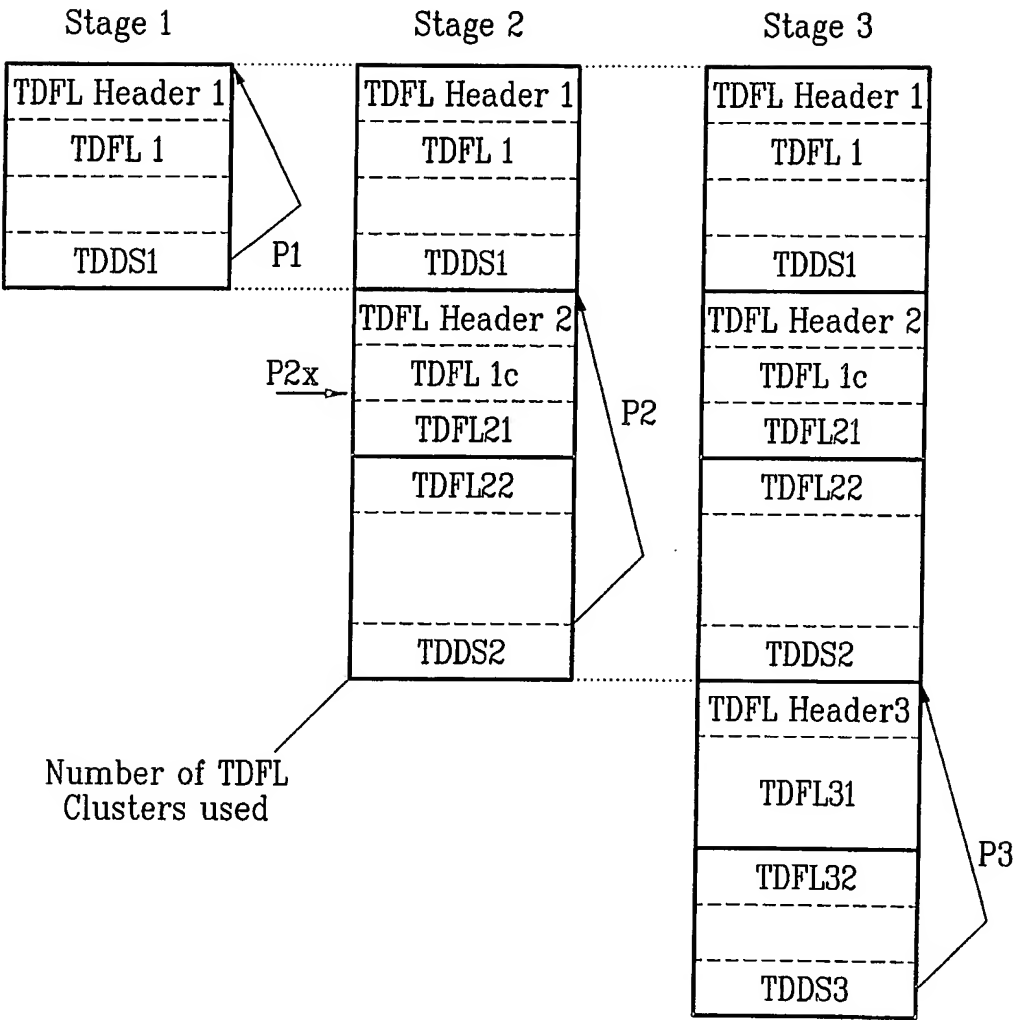 Stage 1
TDFL Header 1
TDFL 1
TDDS1
P1
Stage 2
TDFL Header 1
TDFL 1
TDDS1
TDFL Header 2
TDFL 1c
TDFL21
TDFL22
TDDS2
P2x
P2
Number of TDFL
Clusters used
Stage 3
TDFL Header 1
TDFL 1
TDDS1
TDFL Header 2
TDFL 1c
TDFL21
TDFL22
TDDS2
TDFL Header3
TDFL31
TDFL32
TDDS3
P3